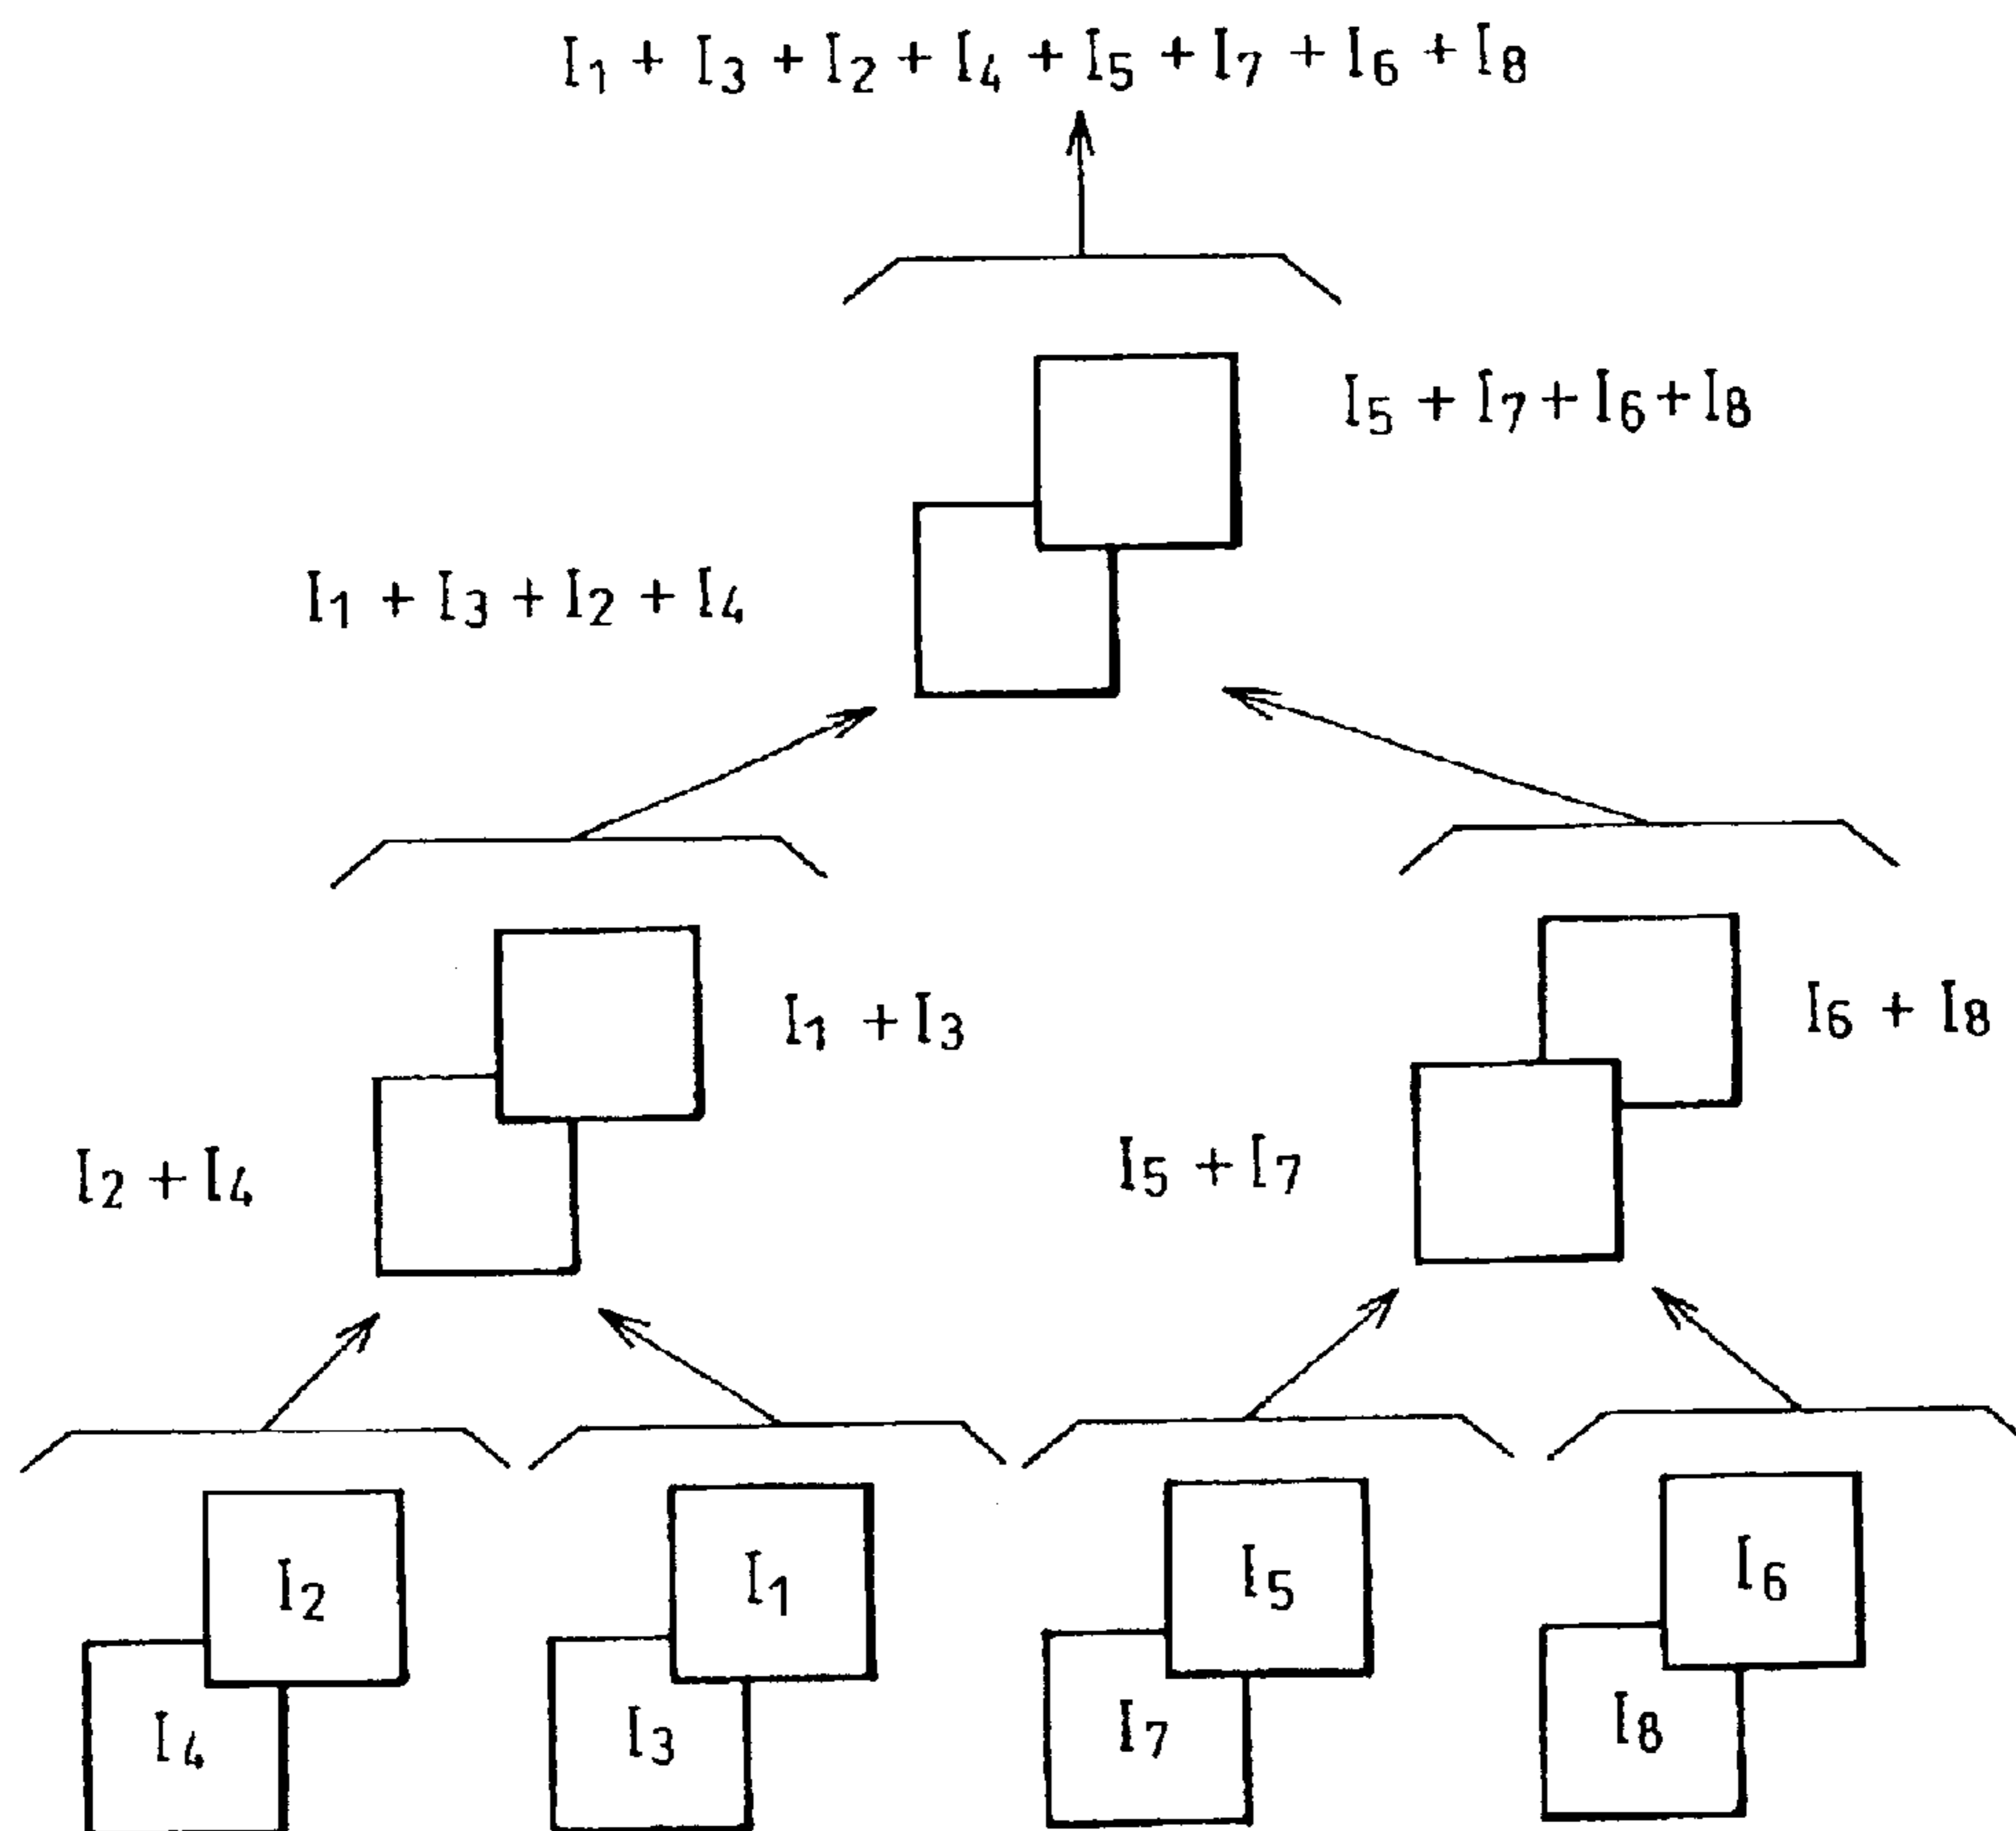 I₁ + I₃ + I₂ + I₄ + I₅ + I₇ + I₆ + I₈
I₅ + I₇ + I₆ + I₈
I₁ + I₃ + I₂ + I₄
I₁ + I₃
I₆ + I₈
I₂ + I₄
I₅ + I₇
I₂
I₁
I₅
I₆
I₄
I₃
I₇
I₈